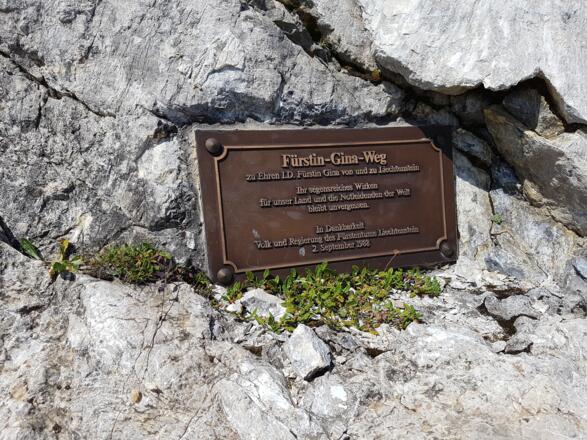 Fürstin-Gina-Weg
zu Ehren I.D. Fürstin Gina von und zu Liechtenstein
Ihr segensreiches Wirken
für unser Land und die Notleidenden der Welt
bleibt unvergessen.
In Dankbarkeit
Volk und Regierung des Fürstentums Liechtenstein
2. September 1988